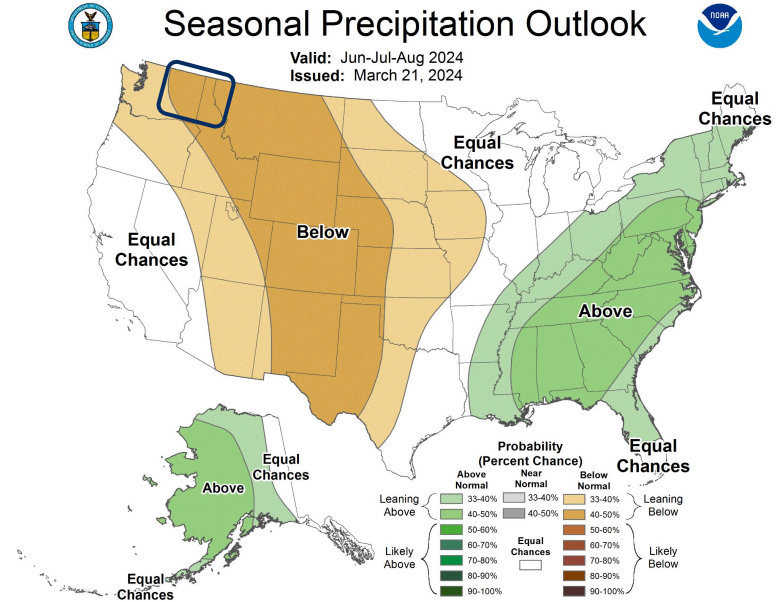 Seasonal Precipitation Outlook
NOAA
Valid: Jun-Jul-Aug 2024
Issued: March 21, 2024
Equal
Chances
Equal
Chances
Below
Equal
Chances
Above
Equal
Chances
Above
Equal
Chances
Equal
Chances
Probability
(Percent Chance)
Above
Normal
Near
Normal
Below
Normal
Leaning
Above
33-40%
33-40%
33-40%
Leaning
Below
40-50%
40-50%
40-50%
Likely
Above
50-60%
60-70%
70-80%
80-90%
90-100%
Equal
Chances
50-60%
60-70%
70-80%
80-90%
90-100%
Likely
Below